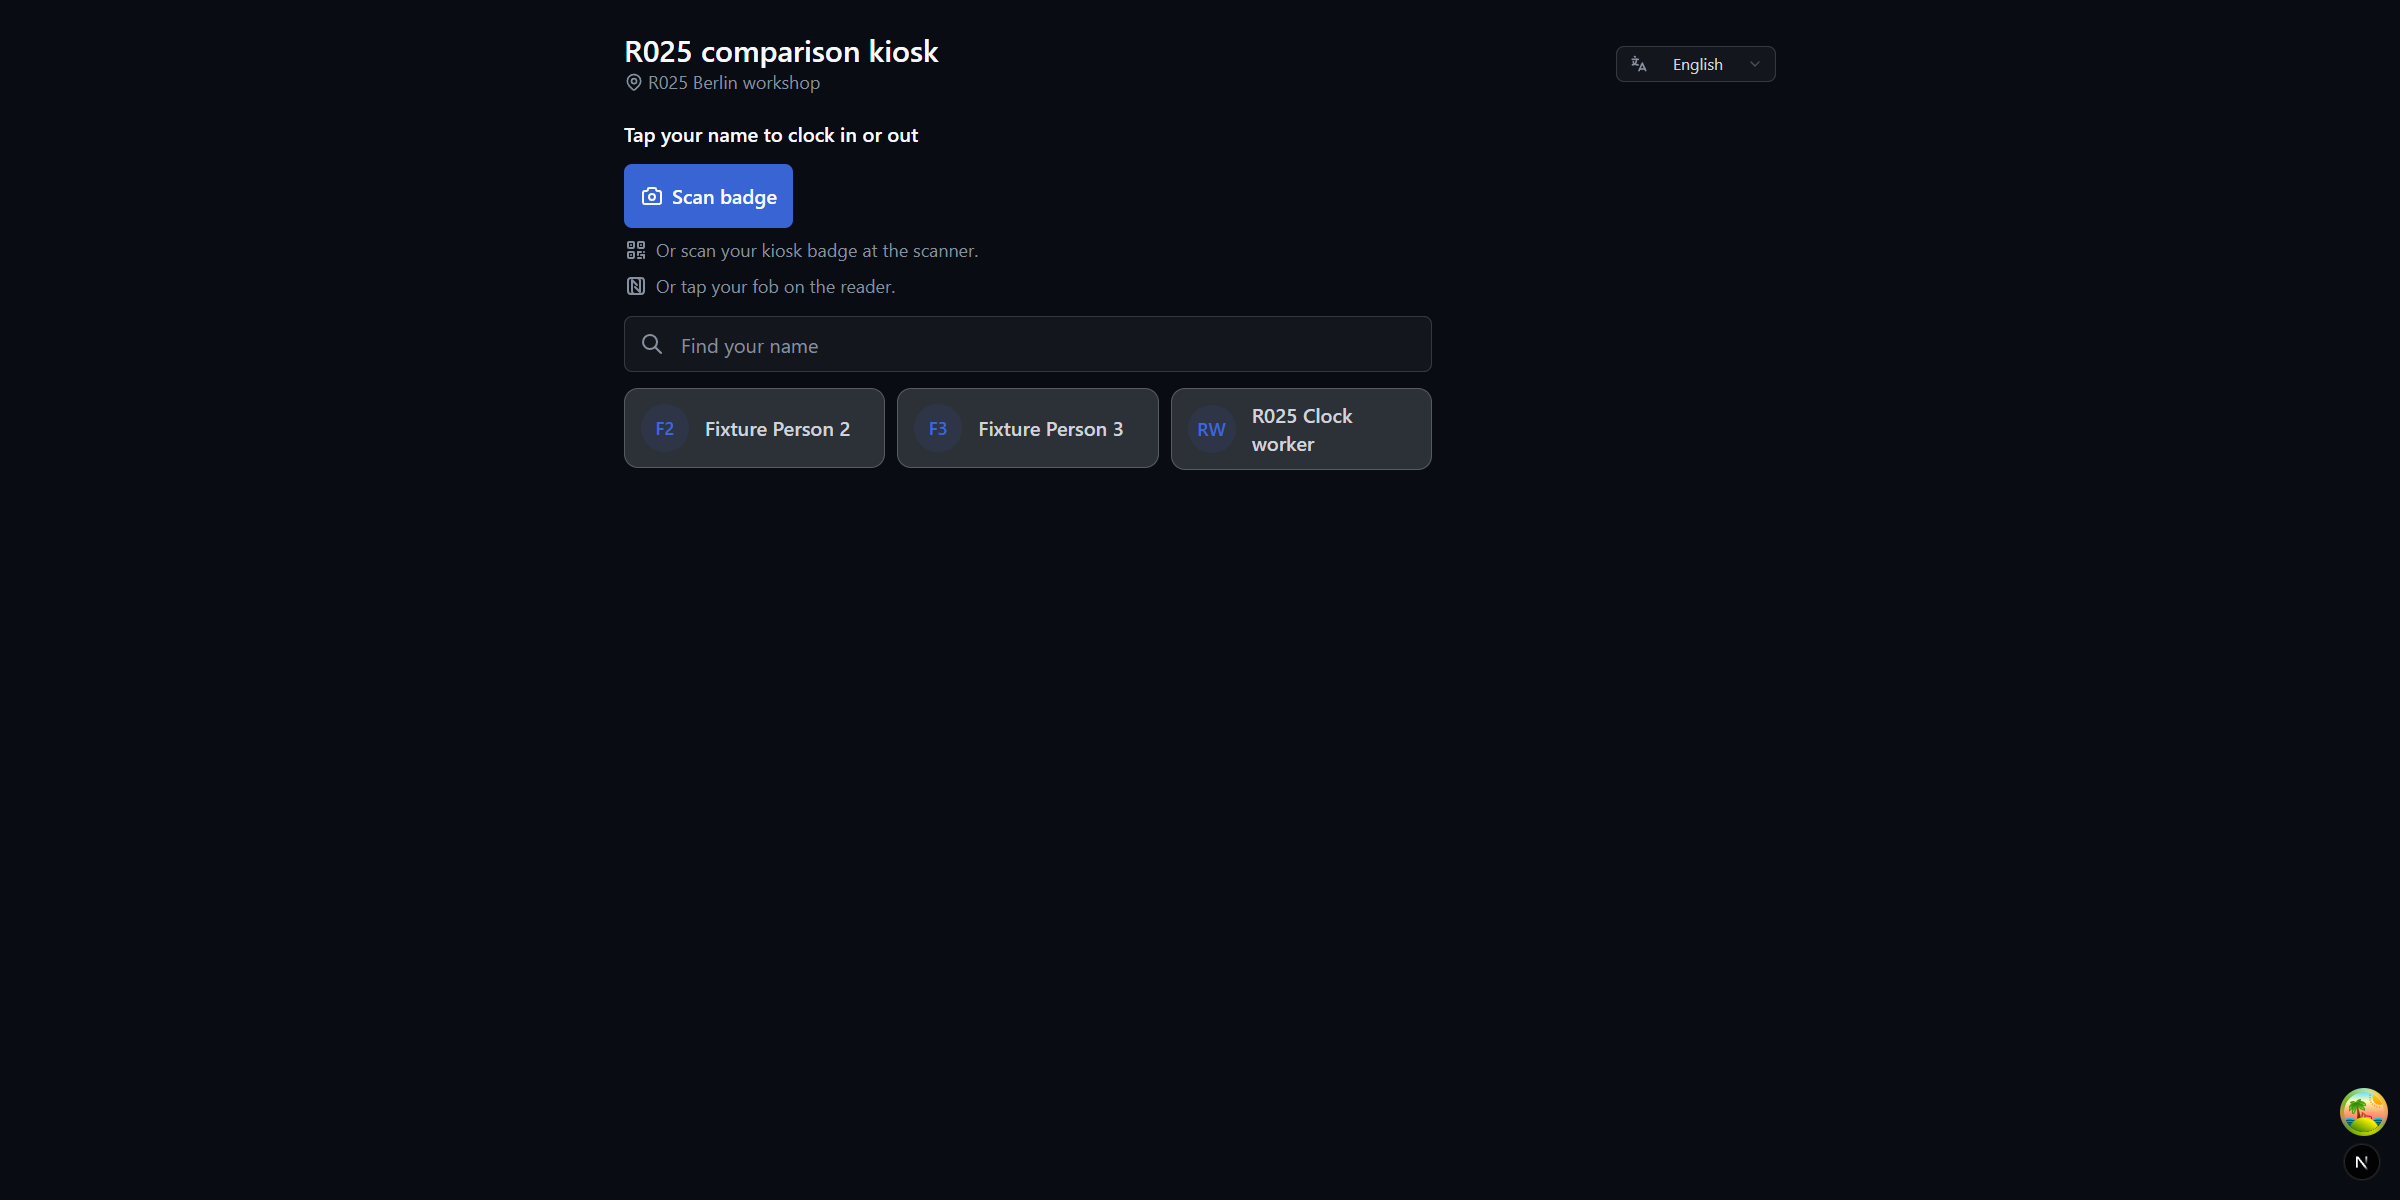 R025 comparison kiosk
R025 Berlin workshop
English
Tap your name to clock in or out
Scan badge
Or scan your kiosk badge at the scanner.
Or tap your fob on the reader.
Find your name
F2
Fixture Person 2
F3
Fixture Person 3
RW
R025 Clock
worker
N